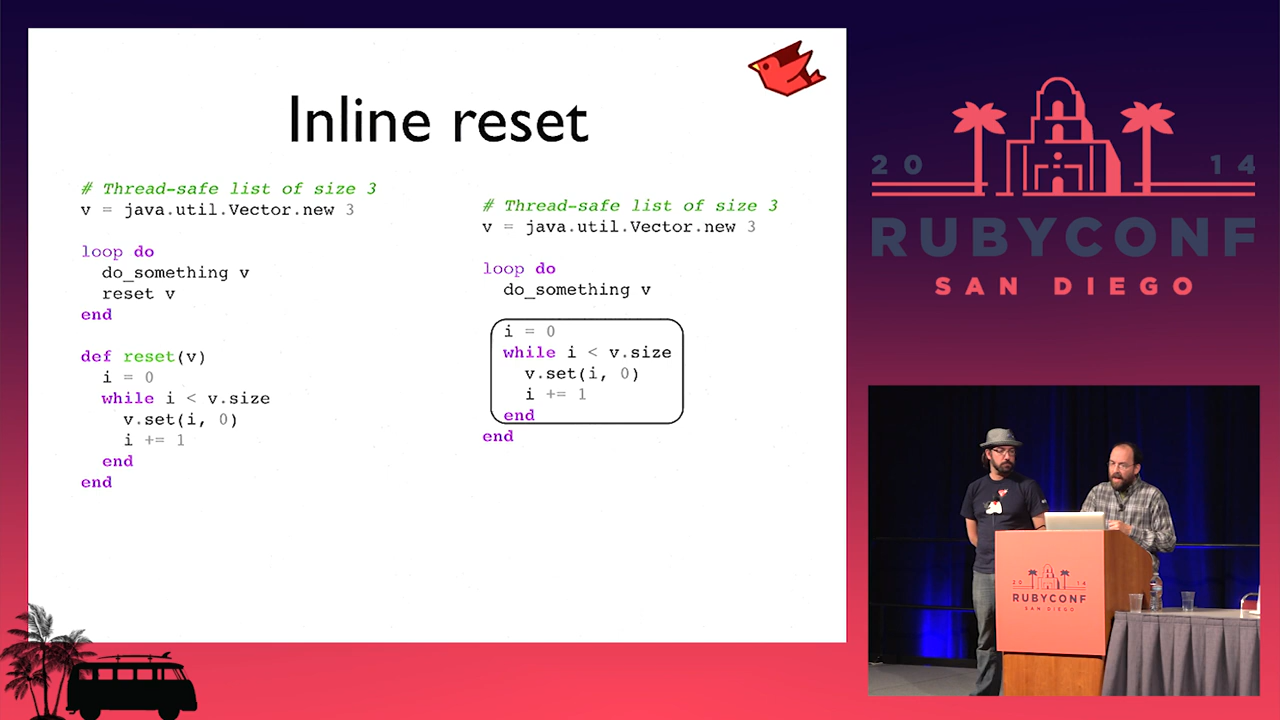 Inline reset
# Thread-safe list of size 3
v = java.util.Vector.new 3
loop do
do_something v
reset v
end
def reset(v)
i = 0
while i < v.size
v.set(i, 0)
i += 1
end
end
# Thread-safe list of size 3
v = java.util.Vector.new 3
loop do
do_something v
i = 0
while i < v.size
v.set(i, 0)
i += 1
end
end
20 14
RUBYCONF
SAN DIEGO
20 14
RUBYCONF
SAN DIEGO